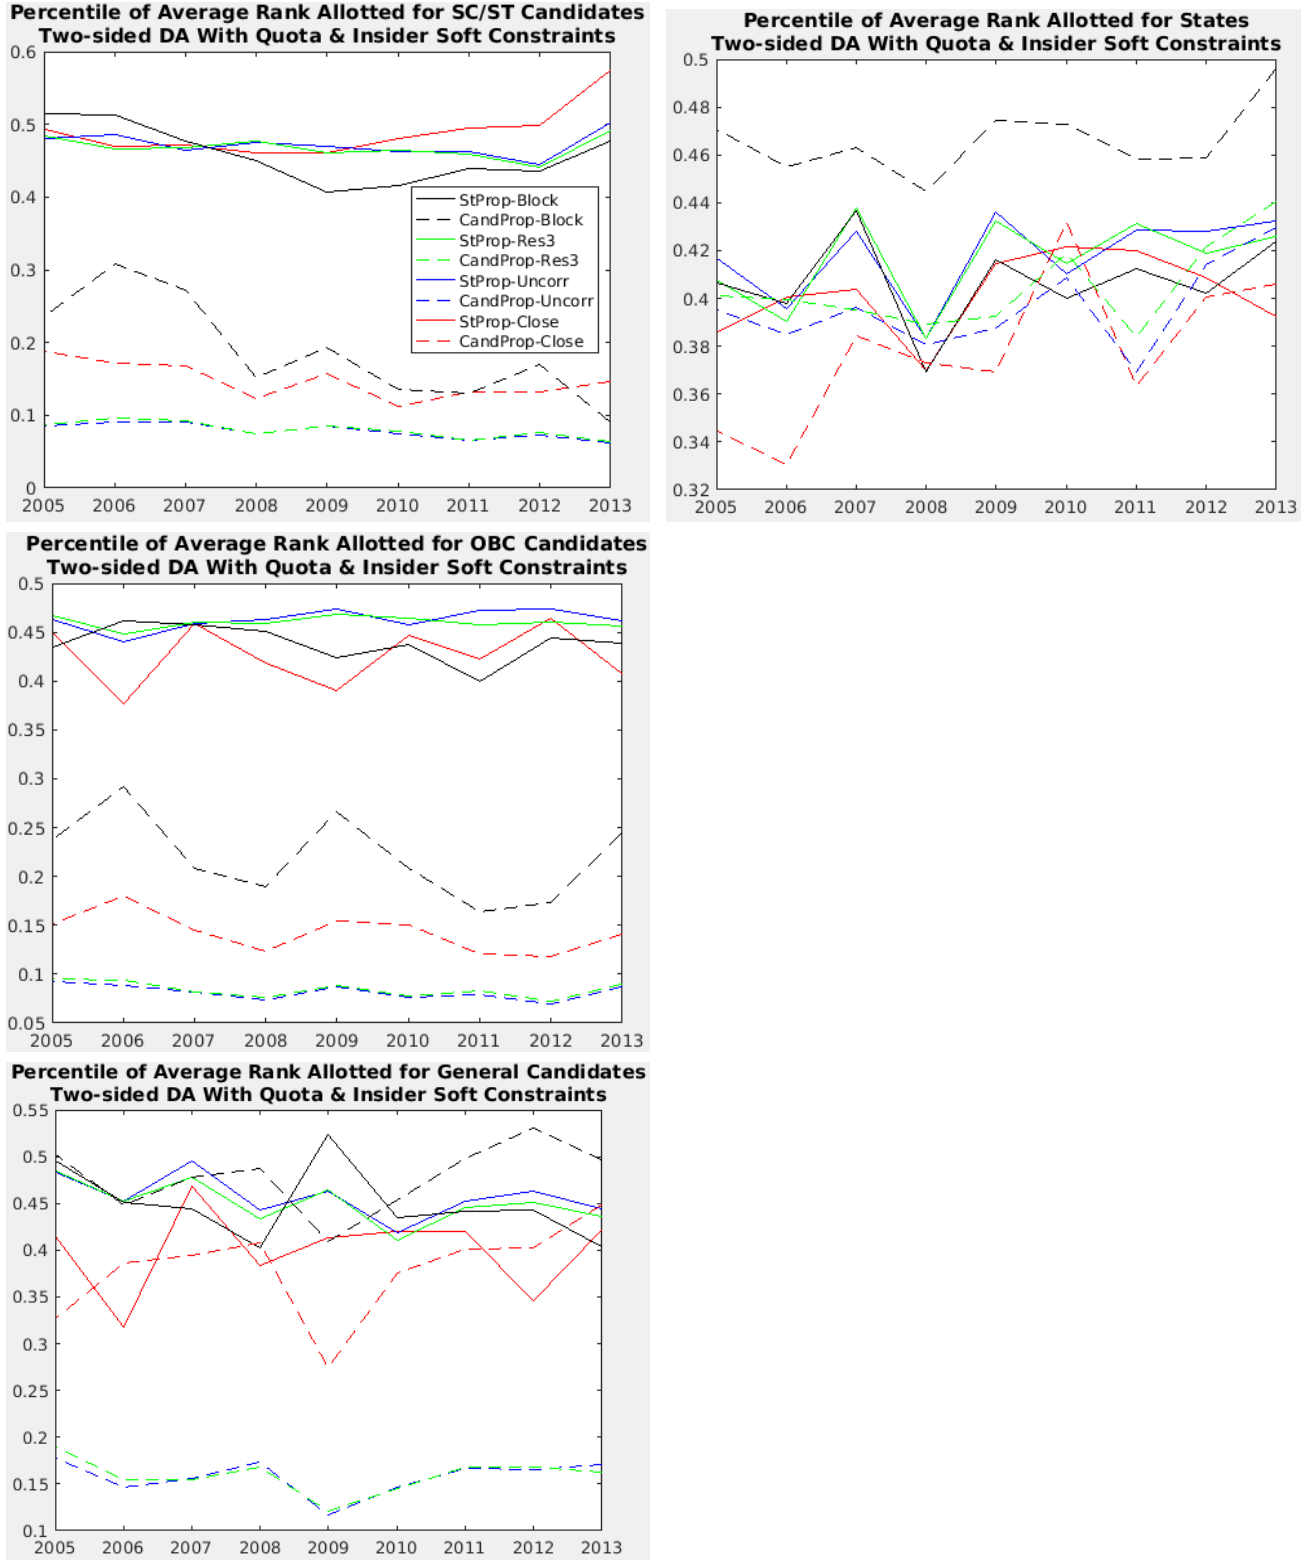 Percentile of Average Rank Allotted for SC/ST Candidates
Two-sided DA With Quota & Insider Soft Constraints
0.6
0.5
0.4
0.3
0.2
0.1
0
StProp-Block
CandProp-Block
StProp-Res3
CandProp-Res3
StProp-Uncorr
CandProp-Uncorr
StProp-Close
CandProp-Close
2005 2006 2007 2008 2009 2010 2011 2012 2013
Percentile of Average Rank Allotted for States
Two-sided DA With Quota & Insider Soft Constraints
0.5
0.48
0.46
0.44
0.42
0.4
0.38
0.36
0.34
0.32
2005 2006 2007 2008 2009 2010 2011 2012 2013
Percentile of Average Rank Allotted for OBC Candidates
Two-sided DA With Quota & Insider Soft Constraints
0.5
0.45
0.4
0.35
0.3
0.25
0.2
0.15
0.1
0.05
2005 2006 2007 2008 2009 2010 2011 2012 2013
Percentile of Average Rank Allotted for General Candidates
Two-sided DA With Quota & Insider Soft Constraints
0.55
0.5
0.45
0.4
0.35
0.3
0.25
0.2
0.15
0.1
2005 2006 2007 2008 2009 2010 2011 2012 2013